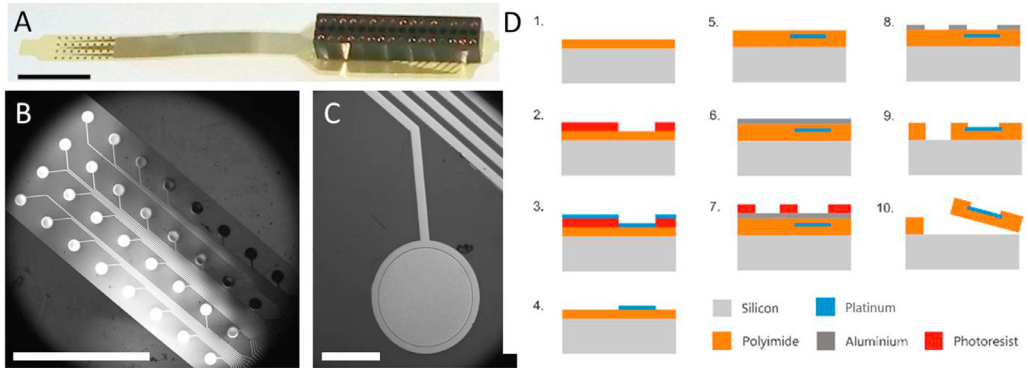 A
B
C
D
1.
2.
3.
4.
5.
6.
7.
8.
9.
10.
Silicon
Platinum
Polyimide
Aluminium
Photoresist